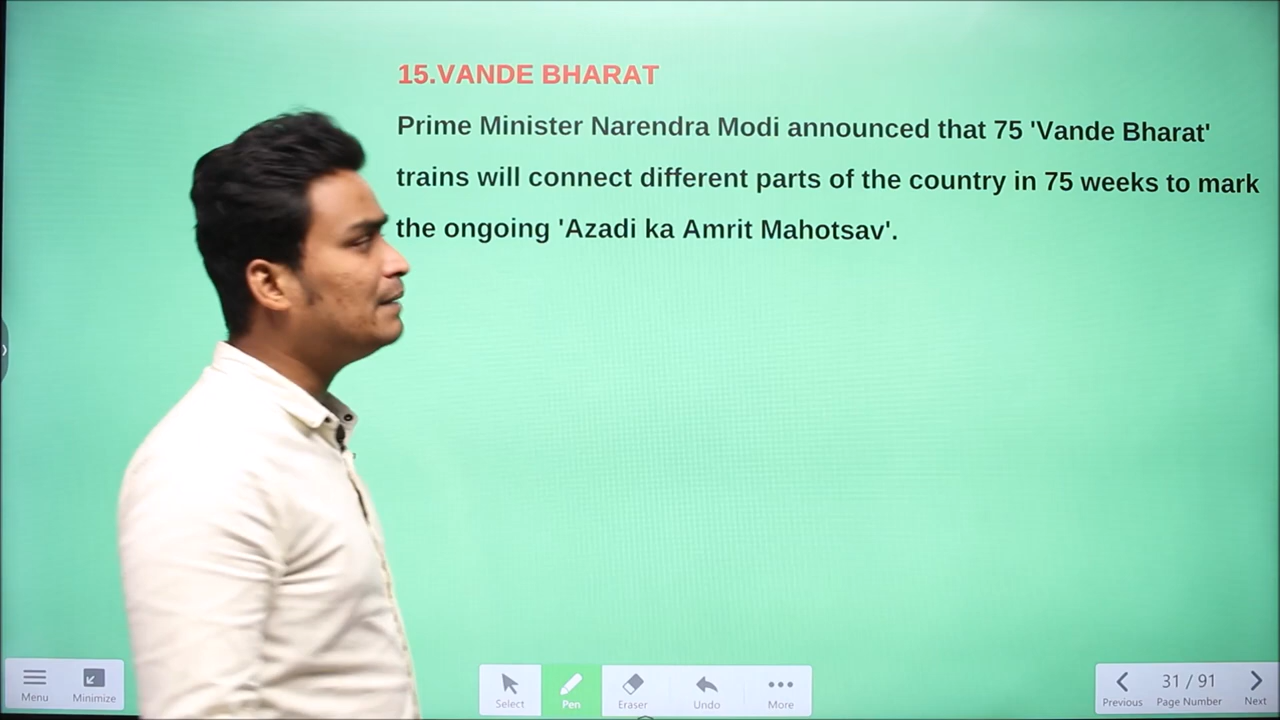 15.VANDE BHARAT
Prime Minister Narendra Modi announced that 75 'Vande Bharat'
trains will connect different parts of the country in 75 weeks to mark
the ongoing 'Azadi ka Amrit Mahotsav'.
Menu
Minimize
Select
Pen
Eraser
Undo
More
Previous
31 / 91
Page Number
Next